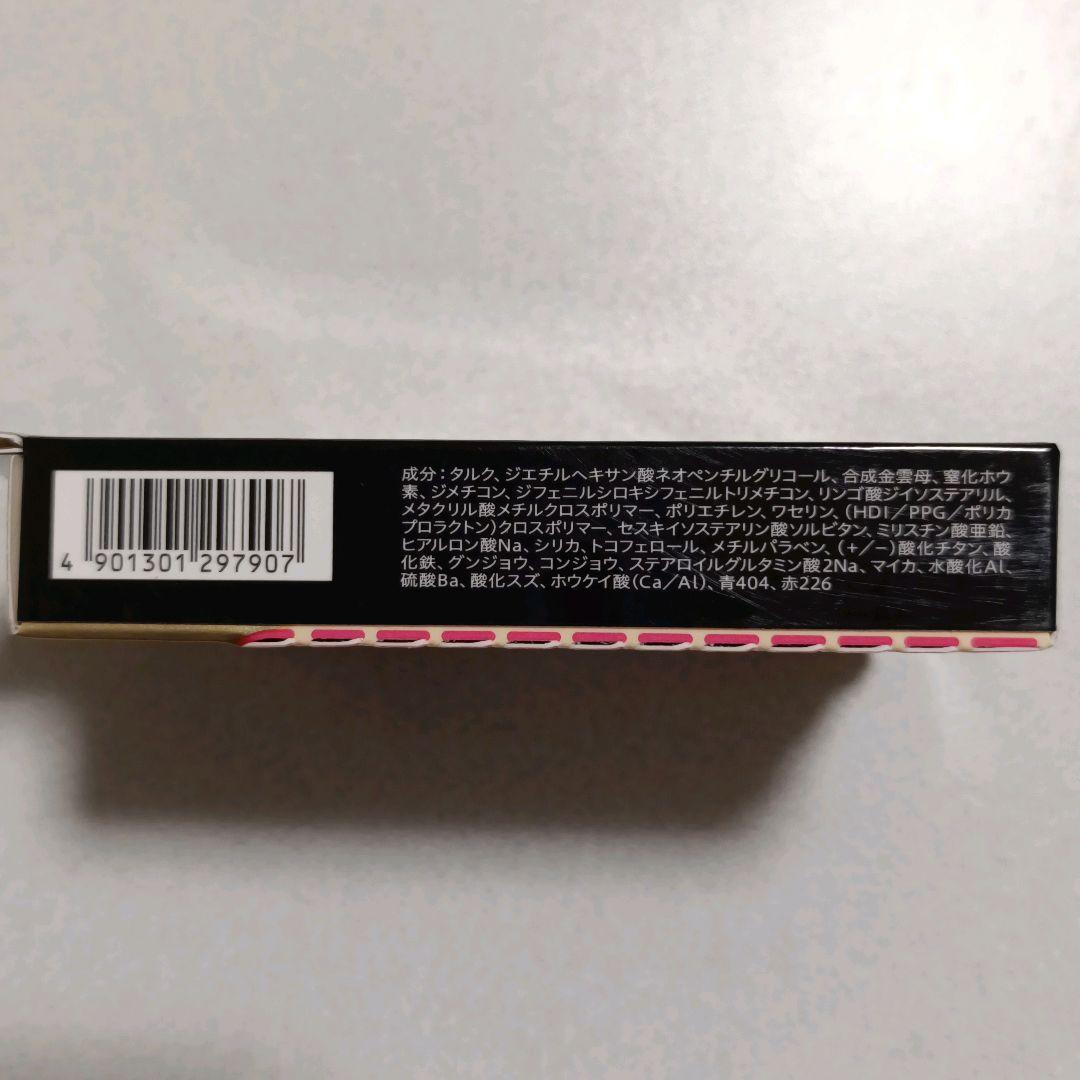 4 901301 297907
成分：タルク、ジエチルヘキサン酸ネオペンチルグリコール、合成金雲母、窒化ホウ
素、ジメチコン、ジフェニルシロキシフェニルトリメチコン、リンゴ酸ジイソステアリル、
メタクリル酸メチルクロスポリマー、ポリエチレン、ワセリン、（HDI／PPG／ポリカ
プロラクトン）クロスポリマー、セスキイソステアリン酸ソルビタン、ミリスチン酸亜鉛、
ヒアルロン酸Na、シリカ、トコフェロール、メチルパラベン、（＋／－）酸化チタン、酸
化鉄、グンジョウ、コンジョウ、ステアロイルグルタミン酸2Na、マイカ、水酸化Al、
硫酸Ba、酸化スズ、ホウケイ酸（Ca／Al）、青404、赤226